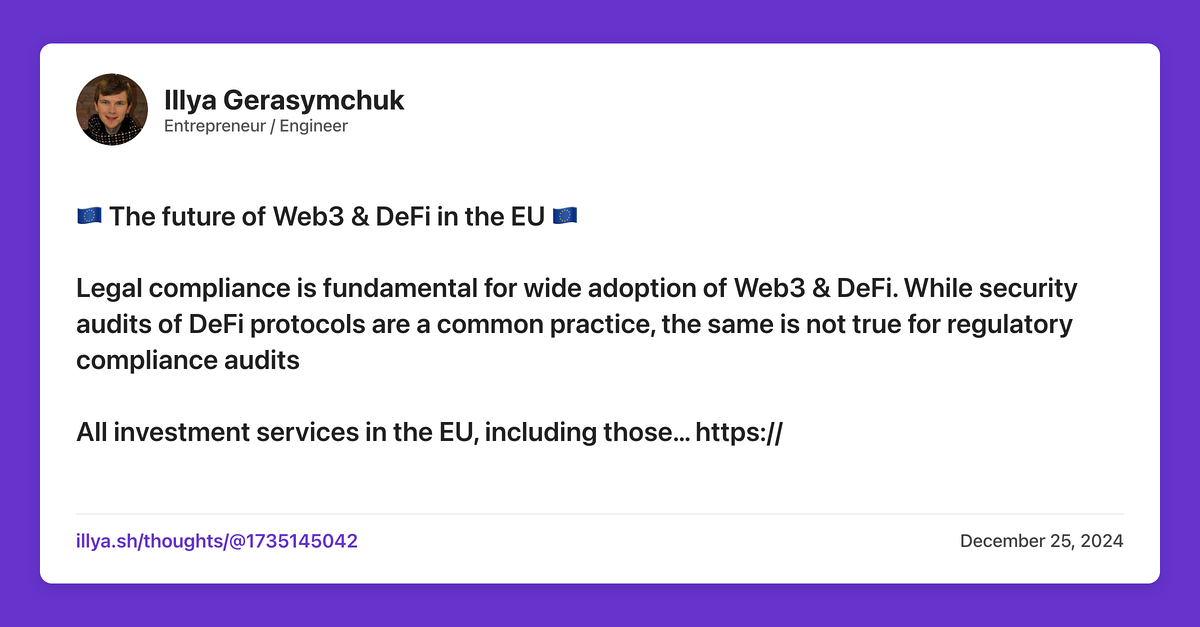 Illya Gerasymchuk
Entrepreneur / Engineer
🇪🇺 The future of Web3 & DeFi in the EU 🇪🇺
Legal compliance is fundamental for wide adoption of Web3 & DeFi. While security
audits of DeFi protocols are a common practice, the same is not true for regulatory
compliance audits
All investment services in the EU, including those... https://
illya.sh/thoughts/@1735145042
December 25, 2024